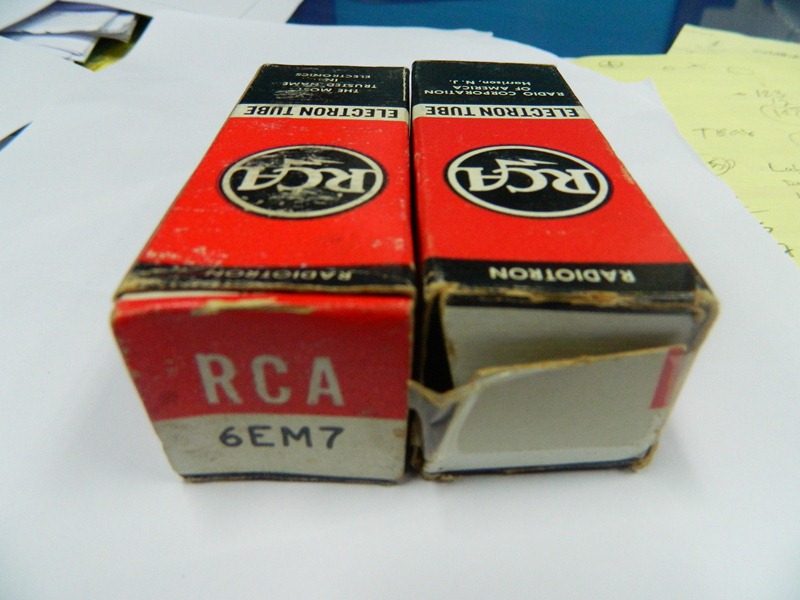 THE MOST
TRUSTED NAME
IN
ELECTRONICS
ELECTRON TUBE
RCA
RADIOTRON
RCA
6EM7
RADIO CORPORATION
OF AMERICA
Harrison, N. J.
ELECTRON TUBE
RCA
RADIOTRON
TENS